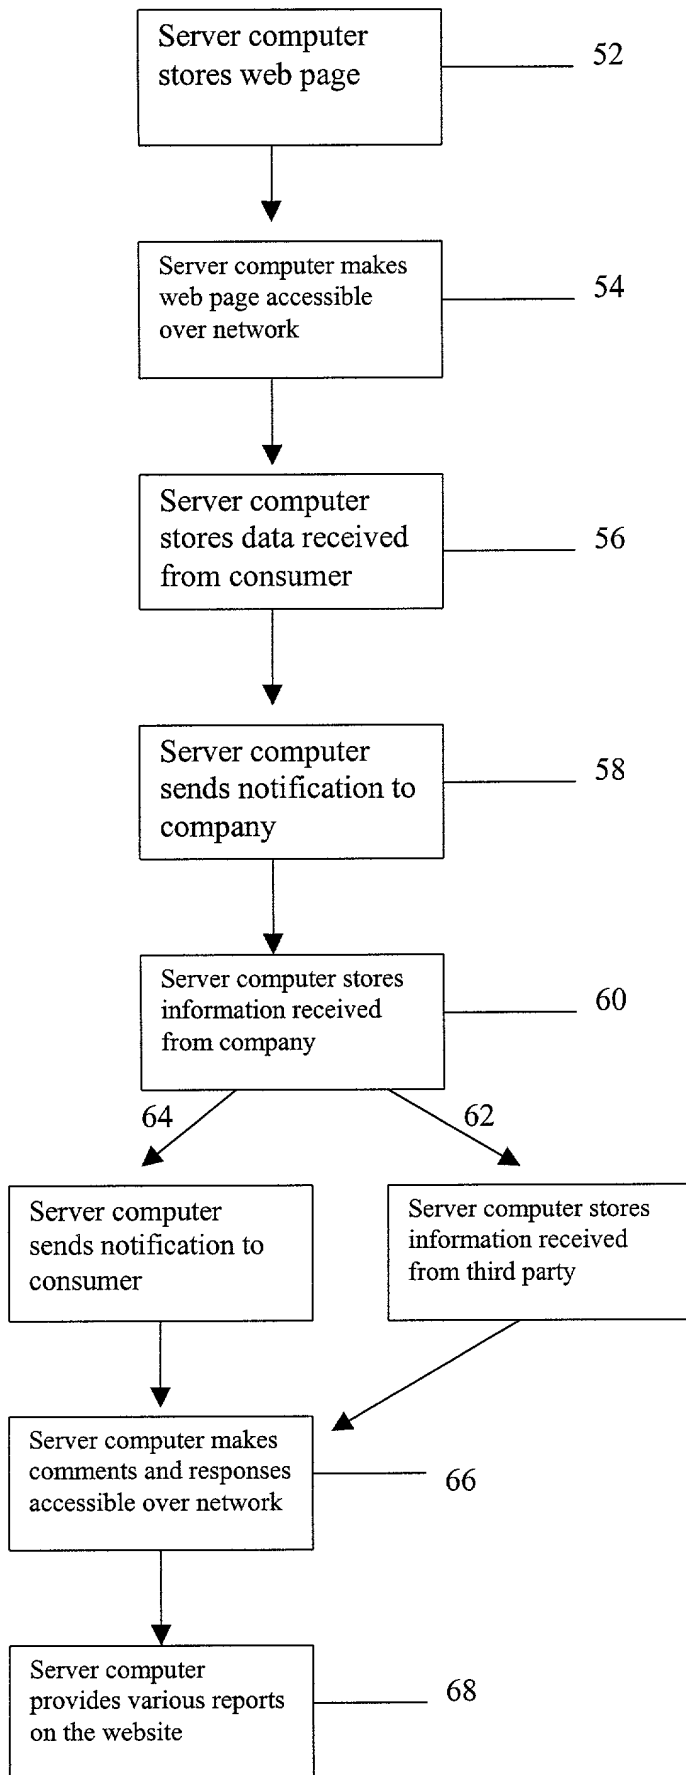 Server computer
stores web page
52
Server computer makes
web page accessible
over network
54
Server computer
stores data received
from consumer
56
Server computer
sends notification to
company
58
Server computer stores
information received
from company
60
64
62
Server computer
sends notification to
consumer
Server computer stores
information received
from third party
Server computer makes
comments and responses
accessible over network
66
Server computer
provides various reports
on the website
68